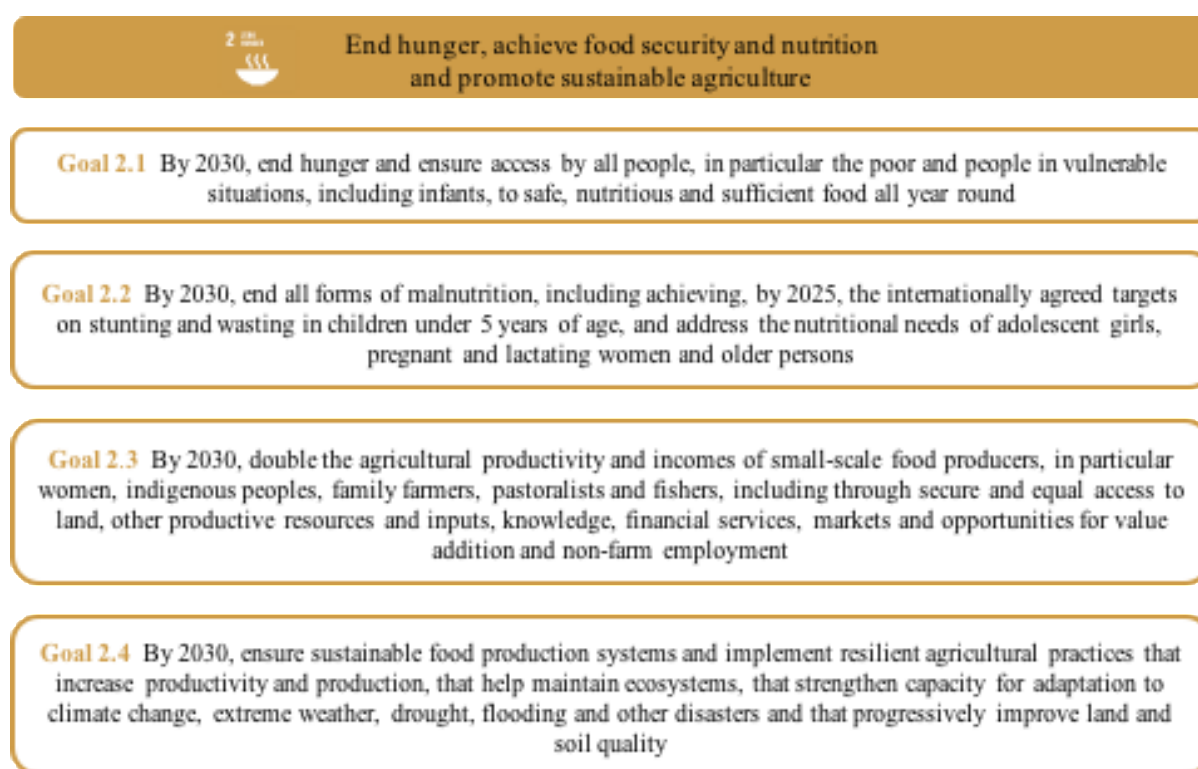 2 ZERO
HUNGER
End hunger, achieve food security and nutrition
and promote sustainable agriculture
Goal 2.1 By 2030, end hunger and ensure access by all people, in particular the poor and people in vulnerable
situations, including infants, to safe, nutritious and sufficient food all year round
Goal 2.2 By 2030, end all forms of malnutrition, including achieving, by 2025, the internationally agreed targets
on stunting and wasting in children under 5 years of age, and address the nutritional needs of adolescent girls,
pregnant and lactating women and older persons
Goal 2.3 By 2030, double the agricultural productivity and incomes of small-scale food producers, in particular
women, indigenous peoples, family farmers, pastoralists and fishers, including through secure and equal access to
land, other productive resources and inputs, knowledge, financial services, markets and opportunities for value
addition and non-farm employment
Goal 2.4 By 2030, ensure sustainable food production systems and implement resilient agricultural practices that
increase productivity and production, that help maintain ecosystems, that strengthen capacity for adaptation to
climate change, extreme weather, drought, flooding and other disasters and that progressively improve land and
soil quality